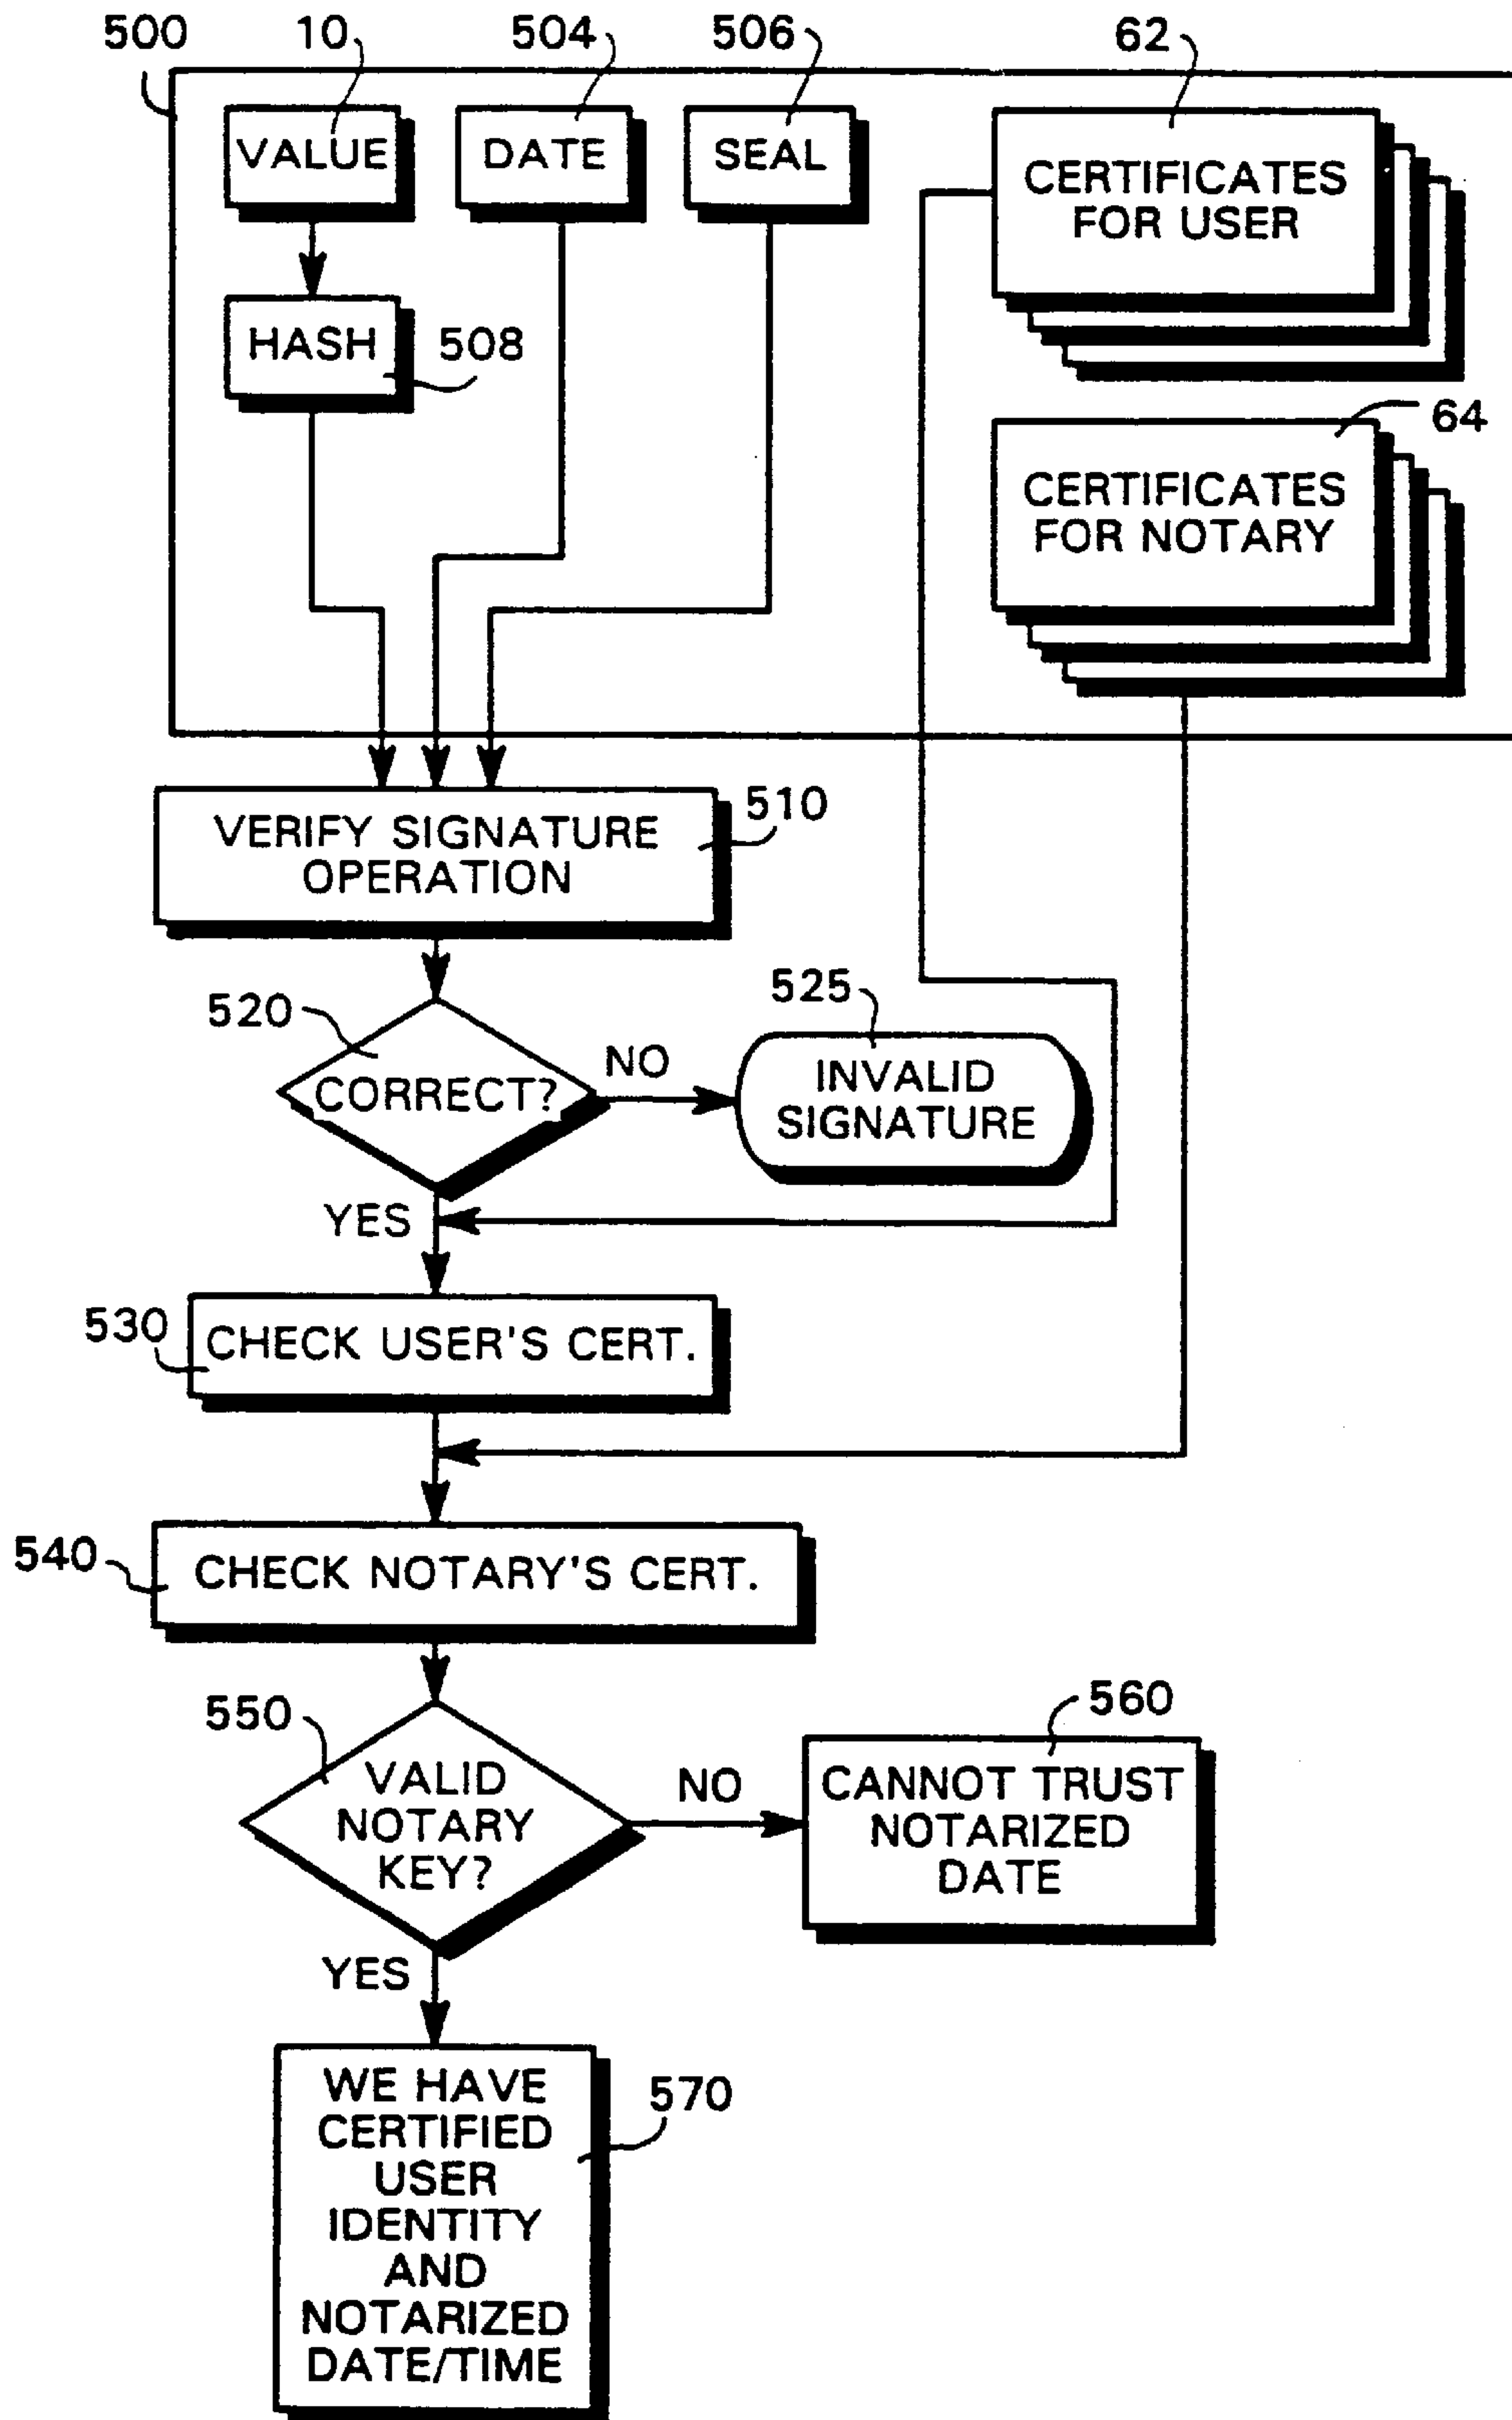 500
10
504
506
62
VALUE
DATE
SEAL
CERTIFICATES
FOR USER
HASH
508
64
CERTIFICATES
FOR NOTARY
510
VERIFY SIGNATURE
OPERATION
520
525
CORRECT?
NO
INVALID
SIGNATURE
YES
530
CHECK USER'S CERT.
540
CHECK NOTARY'S CERT.
550
560
VALID
NOTARY
KEY?
NO
CANNOT TRUST
NOTARIZED
DATE
YES
570
WE HAVE
CERTIFIED
USER
IDENTITY
AND
NOTARIZED
DATE/TIME